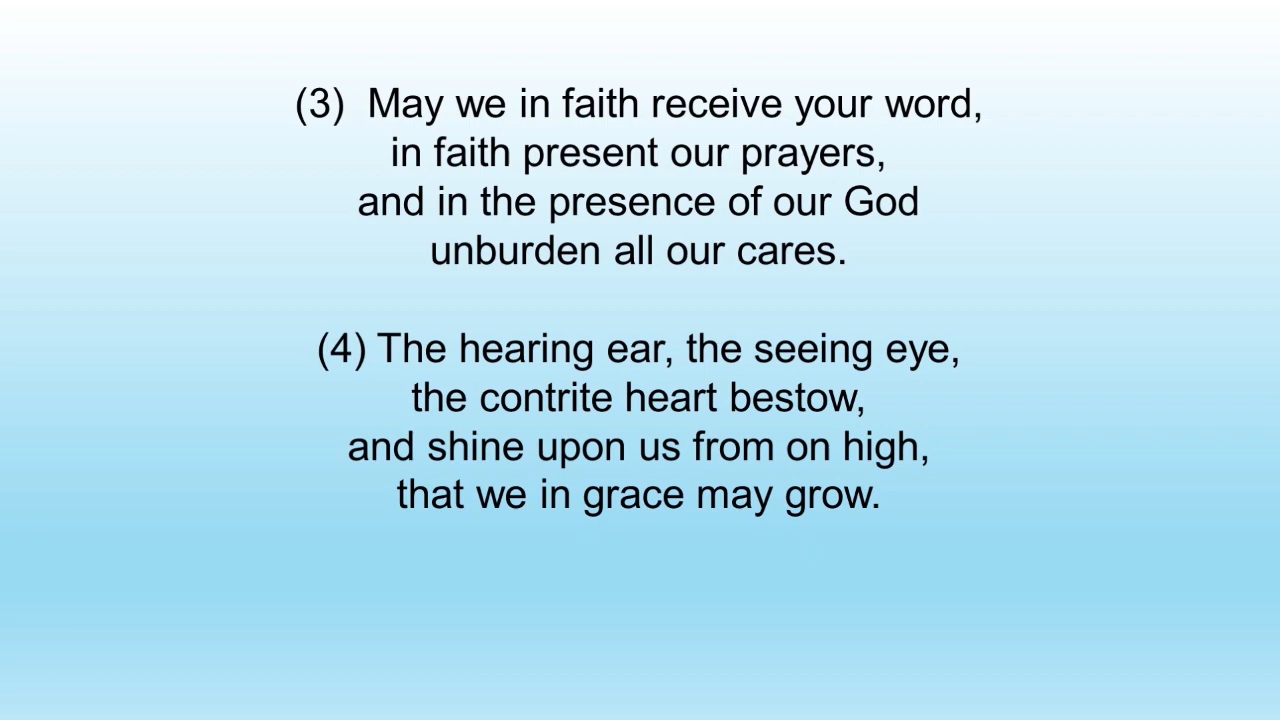 (3)  May we in faith receive your word,
in faith present our prayers,
and in the presence of our God
unburden all our cares.
(4) The hearing ear, the seeing eye,
the contrite heart bestow,
and shine upon us from on high,
that we in grace may grow.